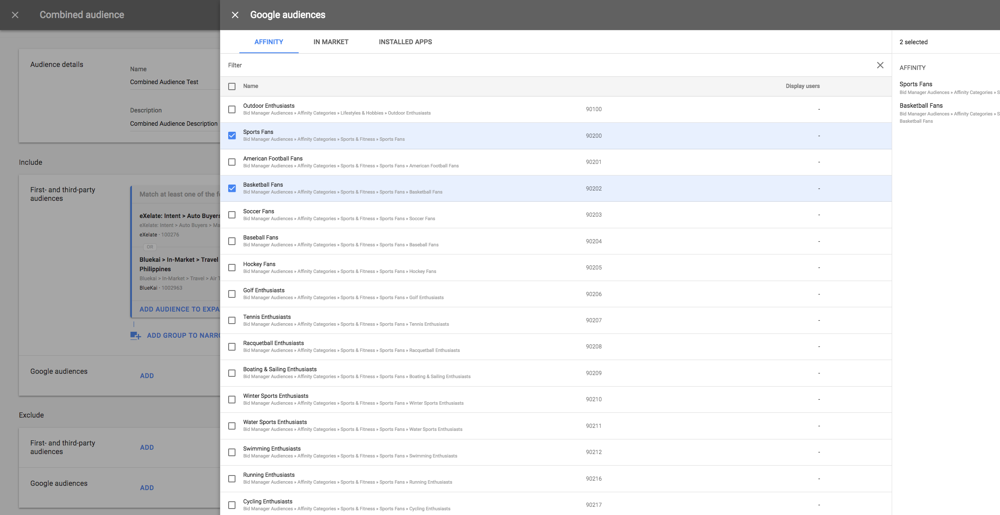 Combined audience
Audience details
Name
Combined Audience Test
Description
Combined Audience Description
Include
First- and third-party
audiences
Match at least one of the
eXelate: Intent > Auto Buyers
eXelate: Intent > Auto Buyers >
eXelate · 100276
OR
Bluekai > In-Market > Travel
Philippines
Bluekai > In-Market > Travel > Air
BlueKai · 1002963
ADD AUDIENCE TO
ADD GROUP TO
Google audiences
ADD
Exclude
First- and third-party
audiences
ADD
Google audiences
ADD
Google audiences
AFFINITY
IN MARKET
INSTALLED APPS
Filter
Name
Display users
Outdoor Enthusiasts
Bid Manager Audiences » Affinity Categories » Lifestyles & Hobbies » Outdoor Enthusiasts
90100
-
Sports Fans
Bid Manager Audiences » Affinity Categories » Sports & Fitness » Sports Fans
90200
-
American Football Fans
Bid Manager Audiences » Affinity Categories » Sports & Fitness » Sports Fans » American Football Fans
90201
-
Basketball Fans
Bid Manager Audiences » Affinity Categories » Sports & Fitness » Sports Fans » Basketball Fans
90202
-
Soccer Fans
Bid Manager Audiences » Affinity Categories » Sports & Fitness » Sports Fans » Soccer Fans
90203
-
Baseball Fans
Bid Manager Audiences » Affinity Categories » Sports & Fitness » Sports Fans » Baseball Fans
90204
-
Hockey Fans
Bid Manager Audiences » Affinity Categories » Sports & Fitness » Sports Fans » Hockey Fans
90205
-
Golf Enthusiasts
Bid Manager Audiences » Affinity Categories » Sports & Fitness » Sports Fans » Golf Enthusiasts
90206
-
Tennis Enthusiasts
Bid Manager Audiences » Affinity Categories » Sports & Fitness » Sports Fans » Tennis Enthusiasts
90207
-
Racquetball Enthusiasts
Bid Manager Audiences » Affinity Categories » Sports & Fitness » Sports Fans » Racquetball Enthusiasts
90208
-
Boating & Sailing Enthusiasts
Bid Manager Audiences » Affinity Categories » Sports & Fitness » Sports Fans » Boating & Sailing Enthusiasts
90209
-
Winter Sports Enthusiasts
Bid Manager Audiences » Affinity Categories » Sports & Fitness » Sports Fans » Winter Sports Enthusiasts
90210
-
Water Sports Enthusiasts
Bid Manager Audiences » Affinity Categories » Sports & Fitness » Sports Fans » Water Sports Enthusiasts
90211
-
Swimming Enthusiasts
Bid Manager Audiences » Affinity Categories » Sports & Fitness » Sports Fans » Swimming Enthusiasts
90212
-
Running Enthusiasts
Bid Manager Audiences » Affinity Categories » Sports & Fitness » Sports Fans » Running Enthusiasts
90216
-
Cycling Enthusiasts
Bid Manager Audiences » Affinity Categories » Sports & Fitness » Sports Fans » Cycling Enthusiasts
90217
-
2 selected
AFFINITY
Sports Fans
Bid Manager Audiences » Affinity Categories »
Basketball Fans
Bid Manager Audiences » Affinity Categories »
Basketball Fans